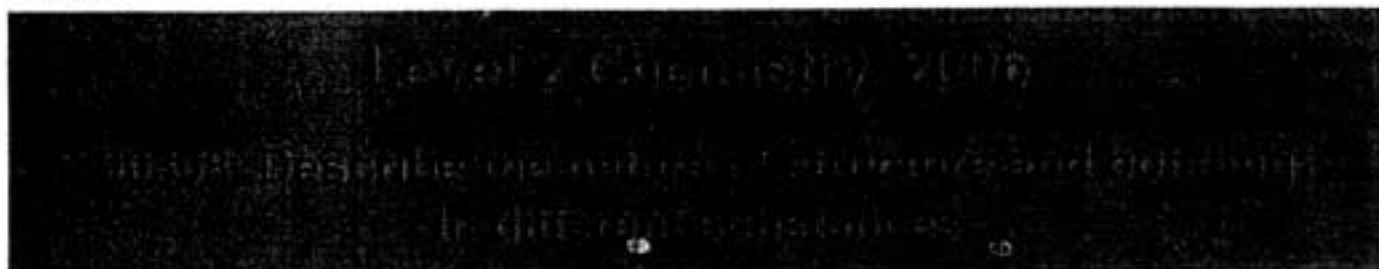 Level 2 Chemistry 2006
Describe the nature of structure and bonding
in different substances